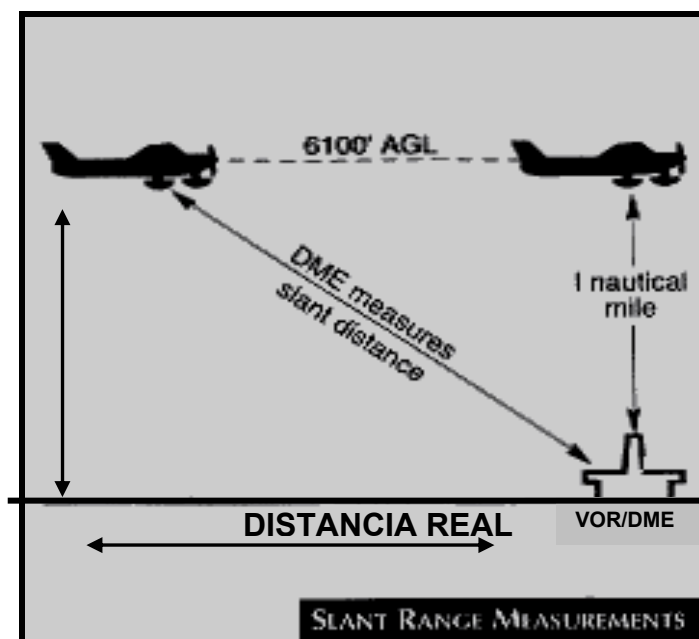 6100' AGL
DME measures
slant distance
I nautical
mile
DISTANCIA REAL
VOR/DME
SLANT RANGE MEASUREMENTS